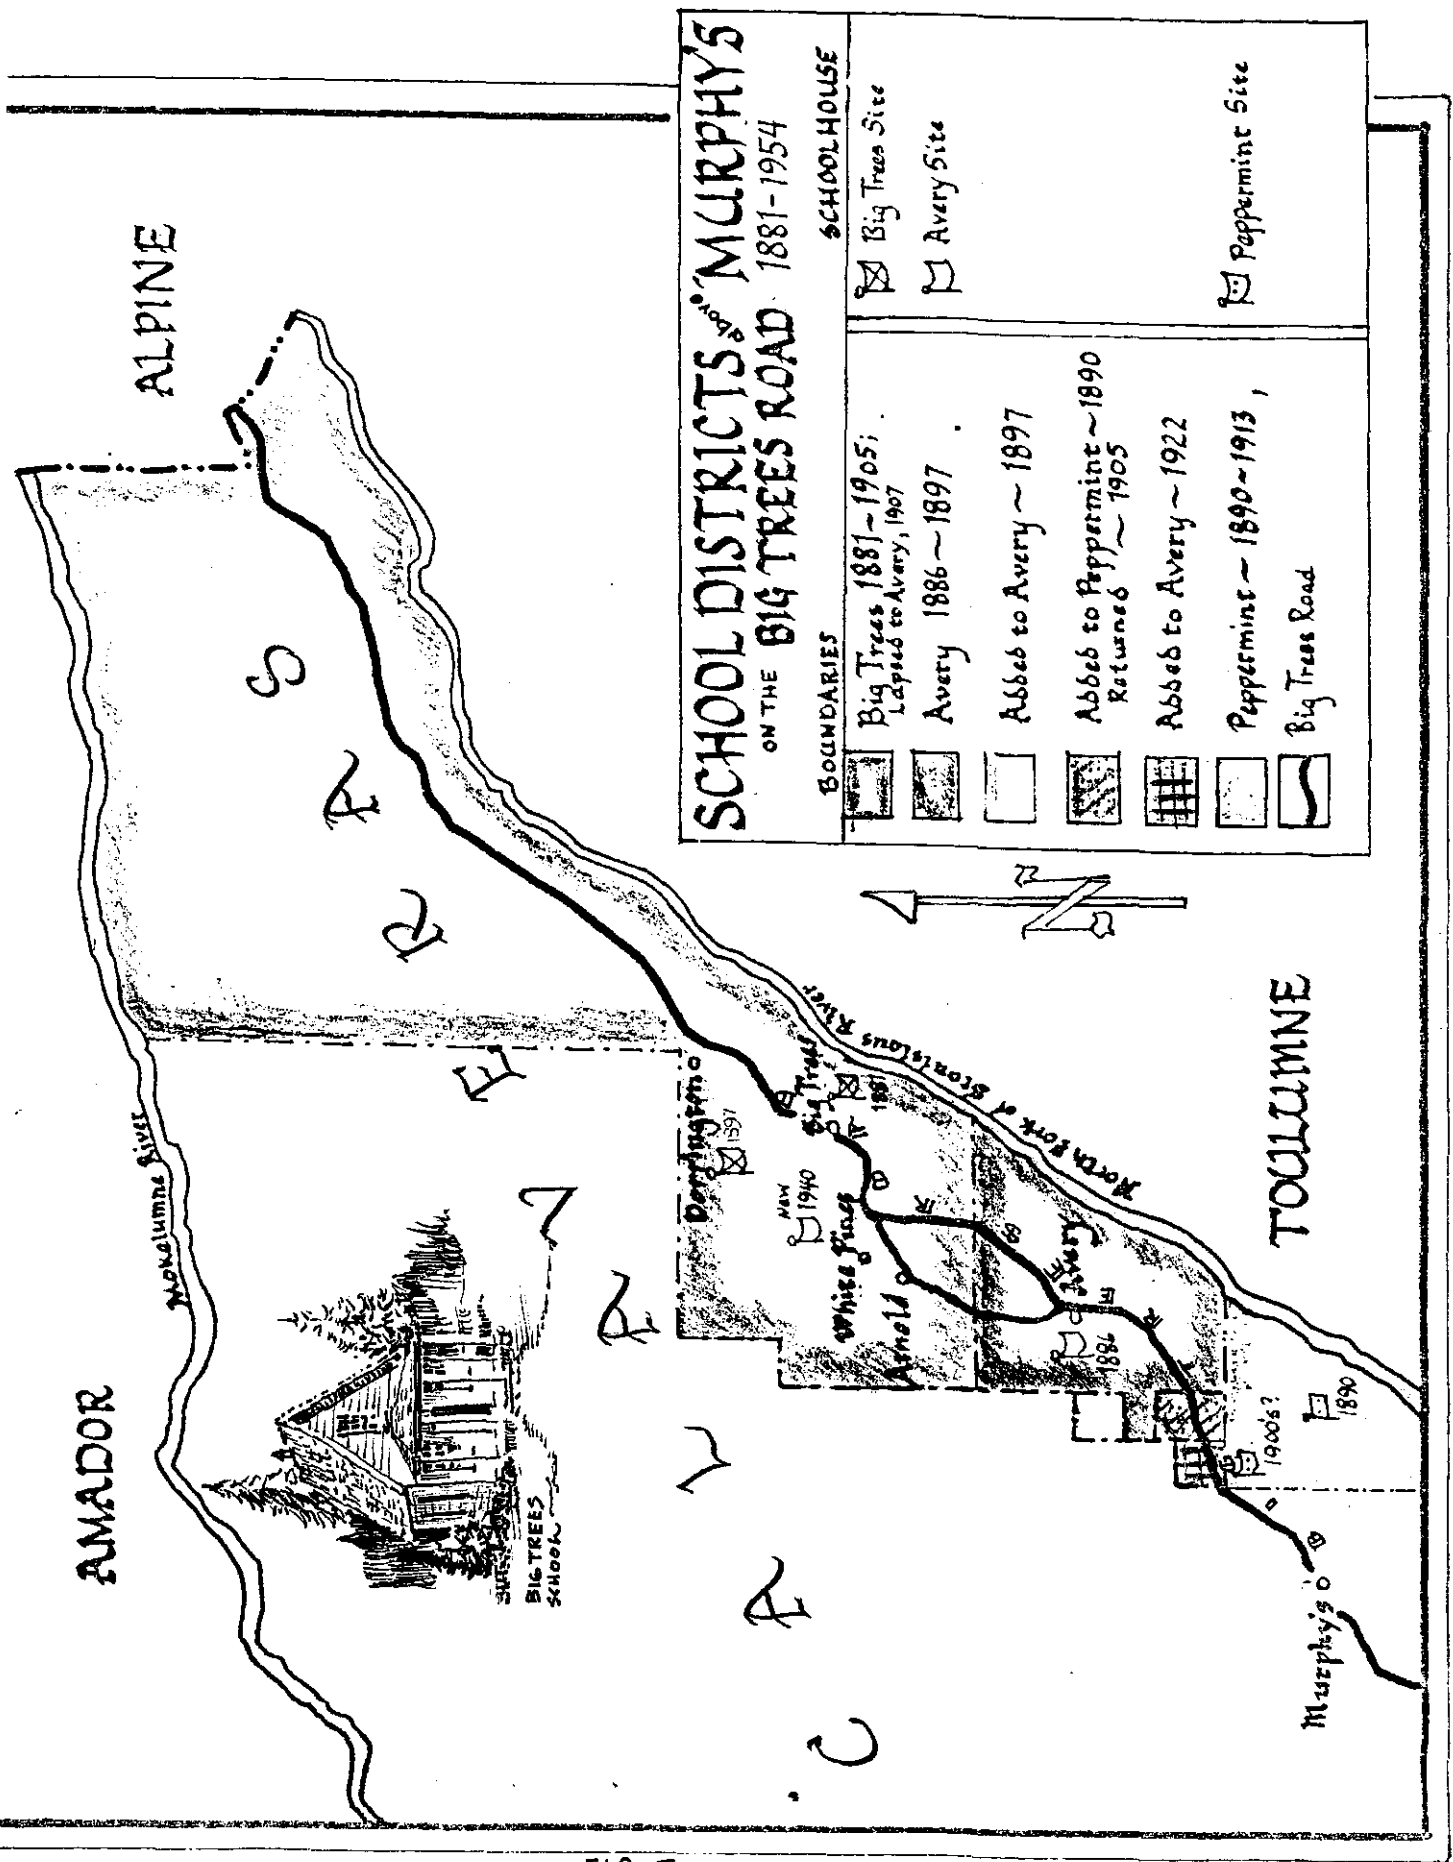 SCHOOL DISTRICTS above MURPHY'S
ON THE BIG TREES ROAD 1881-1954
BOUNDARIES
Big Trees 1881~1905;
Lapsed to Avery, 1907
Avery 1886~1897
Added to Avery~1897
Added to Peppermint~1890
Returned " ~1905
Added to Avery~1922
Peppermint~1890~1913,
Big Trees Road
SCHOOLHOUSE
Big Trees Site
Avery Site
Peppermint Site
AMADOR
ALPINE
Mokelumne River
CALAVERAS
BIG TREES
SCHOOL
Dorrington
1897
Big Trees
1881
New
1940
White Pines
Arnold
Avery
1886
North Fork of Stanislaus River
1900's?
1890
Murphy's
TOOLUMNE
N